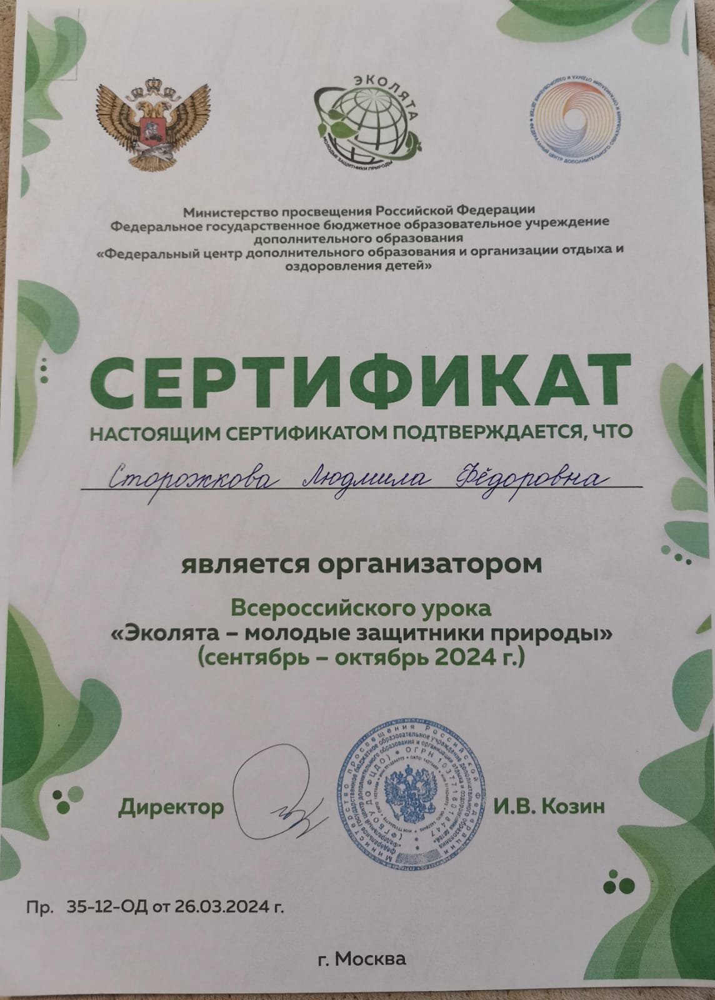 ЭКОЛЯТА
МОЛОДЫЕ ЗАЩИТНИКИ ПРИРОДЫ
ФЕДЕРАЛЬНЫЙ ЦЕНТР ДОПОЛНИТЕЛЬНОГО ОБРАЗОВАНИЯ И ОРГАНИЗАЦИИ ОТДЫХА И ОЗДОРОВЛЕНИЯ ДЕТЕЙ
Министерство просвещения Российской Федерации
Федеральное государственное бюджетное образовательное учреждение
дополнительного образования
«Федеральный центр дополнительного образования и организации отдыха и
оздоровления детей»
СЕРТИФИКАТ
НАСТОЯЩИМ СЕРТИФИКАТОМ ПОДТВЕРЖДАЕТСЯ, ЧТО
Сторожкова Людмила Фёдоровна
является организатором
Всероссийского урока
«Эколята – молодые защитники природы»
(сентябрь – октябрь 2024 г.)
Министерство просвещения Российской Федерации
федеральное государственное бюджетное образовательное учреждение дополнительного образования
«Федеральный центр дополнительного образования и организации отдыха и оздоровления детей»
(ФГБОУ ДО ФЦДО) * ОГРН 1037718018447
Директор
И.В. Козин
Пр. 35-12-ОД от 26.03.2024 г.
г. Москва